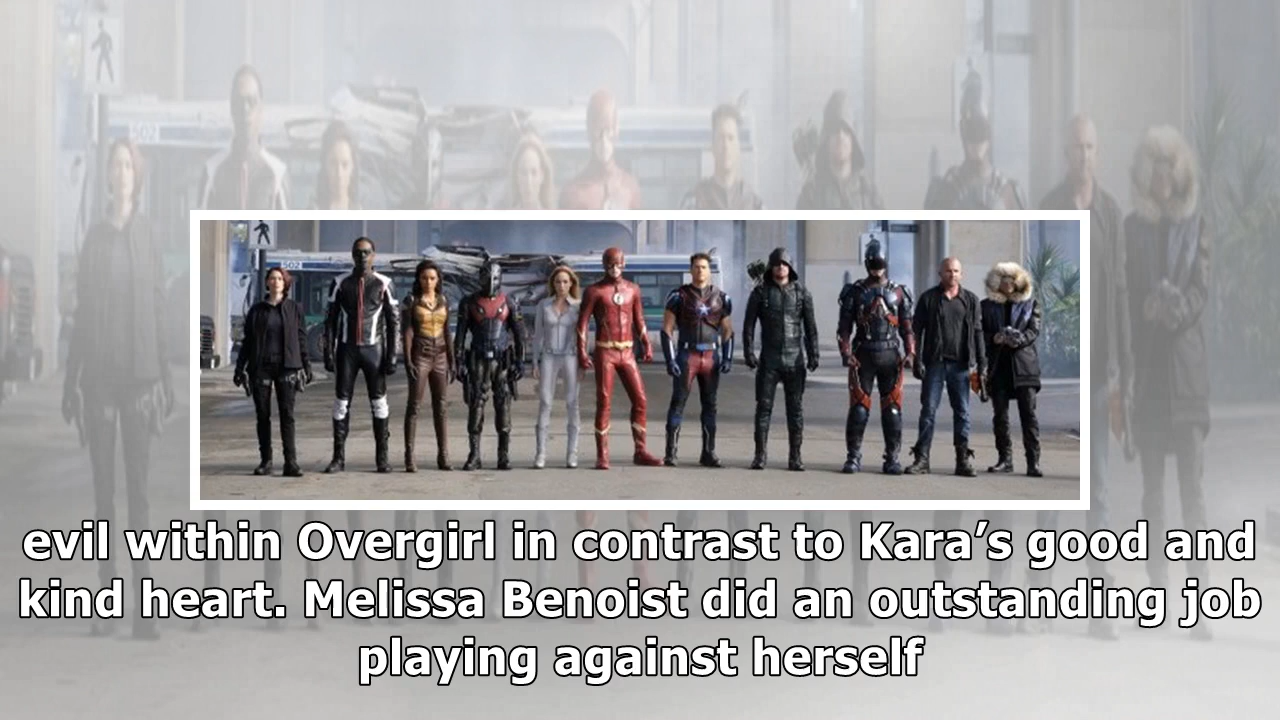 502
evil within Overgirl in contrast to Kara’s good and
kind heart. Melissa Benoist did an outstanding job
playing against herself